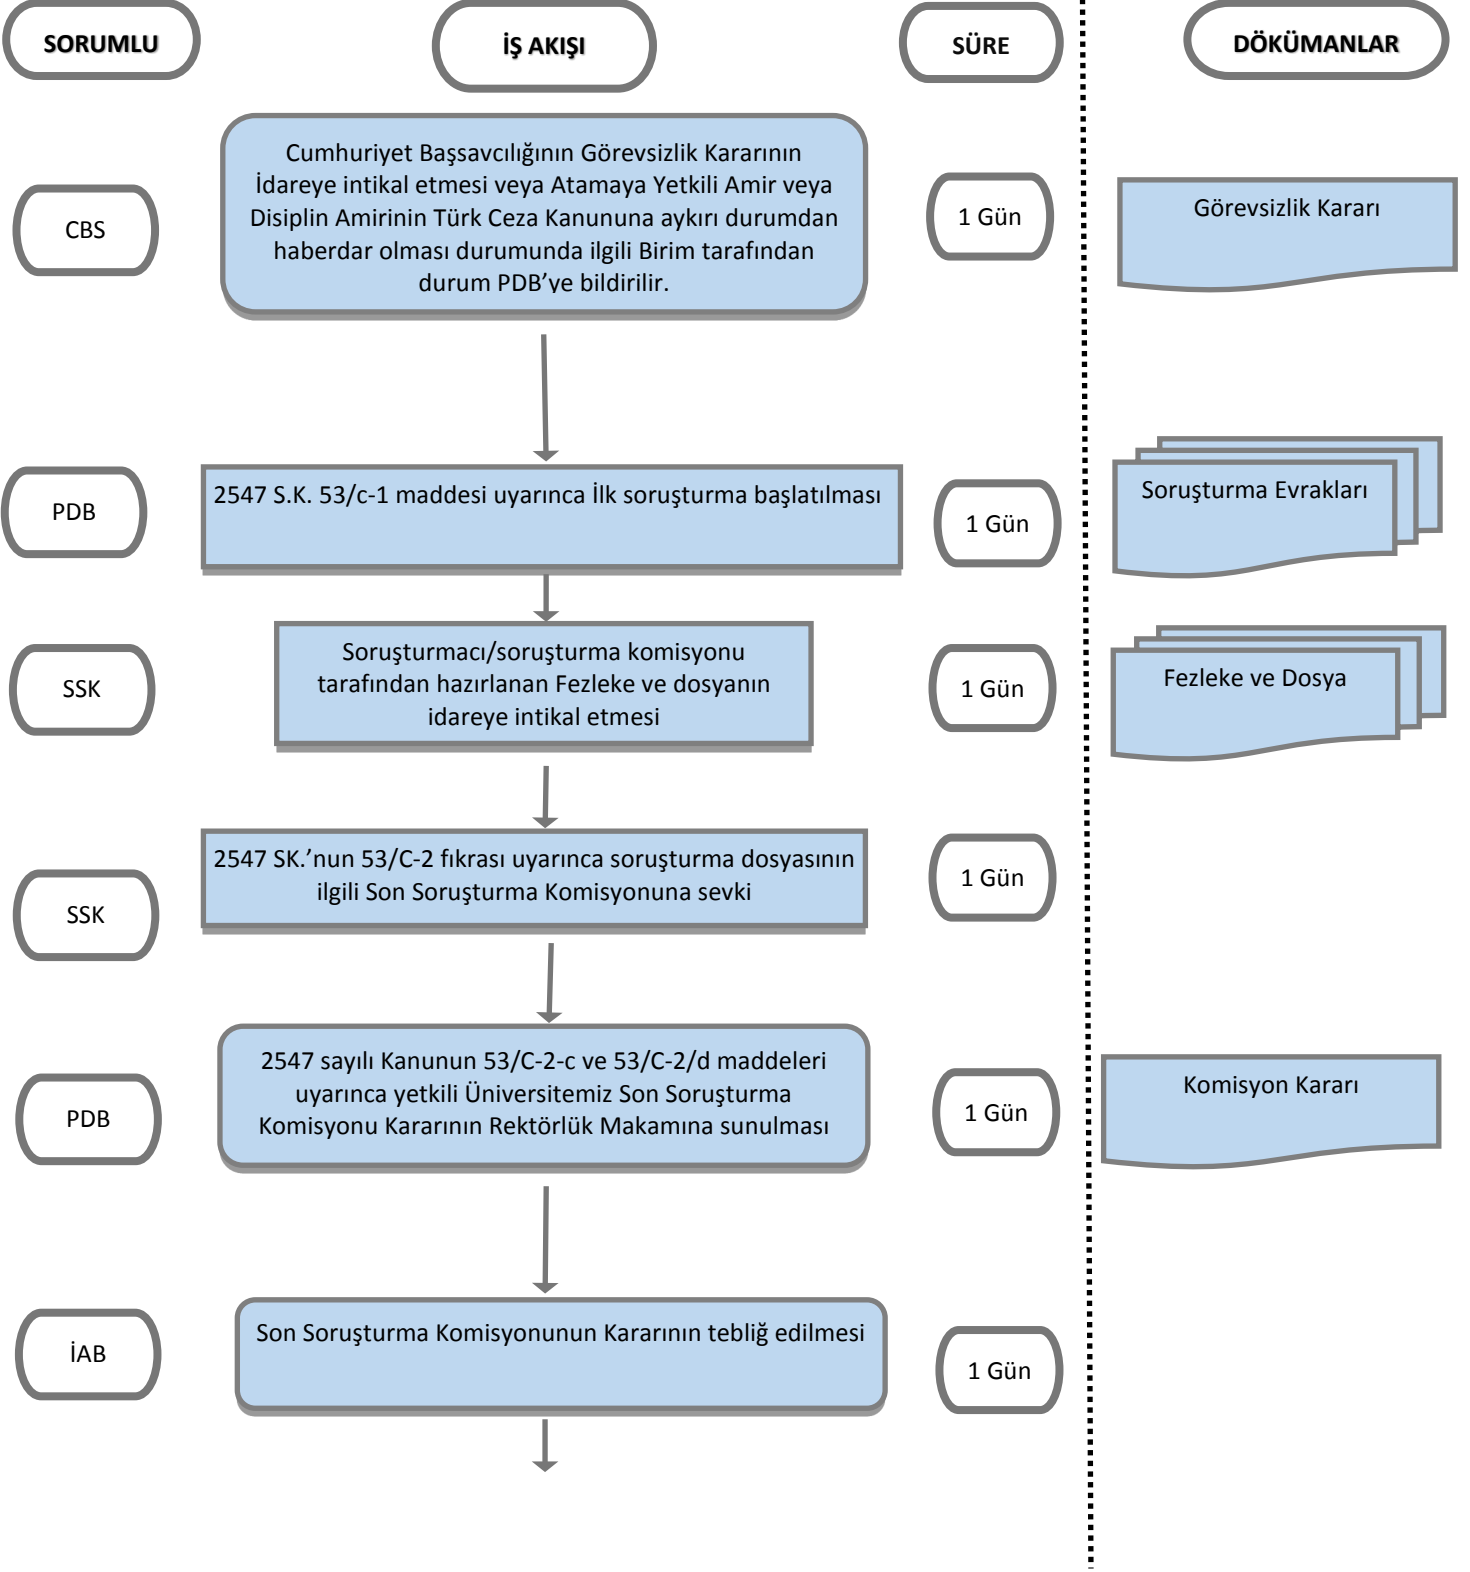 SORUMLU
İŞ AKIŞI
SÜRE
DÖKÜMANLAR
CBS
Cumhuriyet Başsavcılığının Görevsizlik Kararının
İdareye intikal etmesi veya Atamaya Yetkili Amir veya
Disiplin Amirinin Türk Ceza Kanununa aykırı durumdan
haberdar olması durumunda ilgili Birim tarafından
durum PDB’ye bildirilir.
1 Gün
Görevsizlik Kararı
PDB
2547 S.K. 53/c-1 maddesi uyarınca İlk soruşturma başlatılması
1 Gün
Soruşturma Evrakları
SSK
Soruşturmacı/soruşturma komisyonu
tarafından hazırlanan Fezleke ve dosyanın
idareye intikal etmesi
1 Gün
Fezleke ve Dosya
SSK
2547 SK.’nun 53/C-2 fıkrası uyarınca soruşturma dosyasının
ilgili Son Soruşturma Komisyonuna sevki
1 Gün
PDB
2547 sayılı Kanunun 53/C-2-c ve 53/C-2/d maddeleri
uyarınca yetkili Üniversitemiz Son Soruşturma
Komisyonu Kararının Rektörlük Makamına sunulması
1 Gün
Komisyon Kararı
İAB
Son Soruşturma Komisyonunun Kararının tebliğ edilmesi
1 Gün